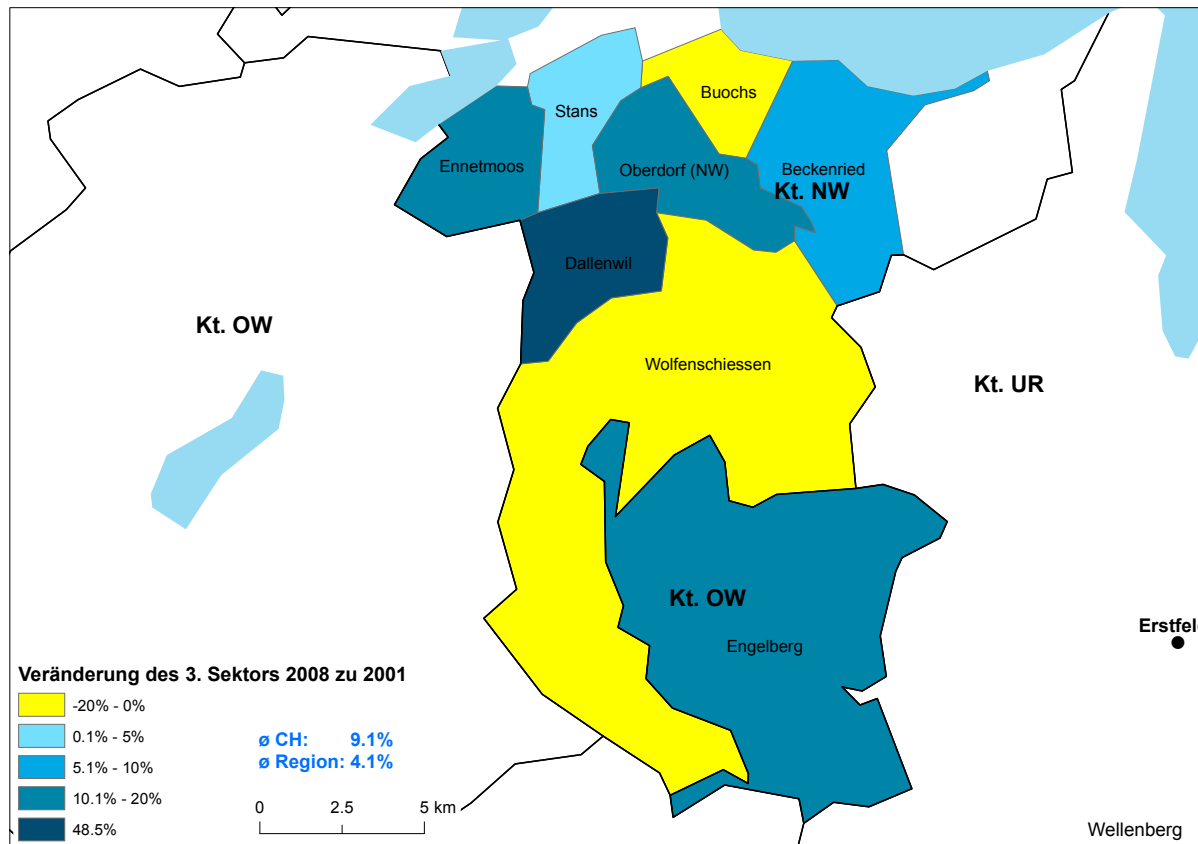 Buochs
Stans
Ennetmoos
Oberdorf (NW)
Beckenried
Kt. NW
Dallenwil
Kt. OW
Wolfenschiessen
Kt. UR
Kt. OW
Engelberg
Erstfel
Veränderung des 3. Sektors 2008 zu 2001
-20% - 0%
0.1% - 5%
5.1% - 10%
10.1% - 20%
48.5%
ø CH: 9.1%
ø Region: 4.1%
0 2.5 5 km
Wellenberg